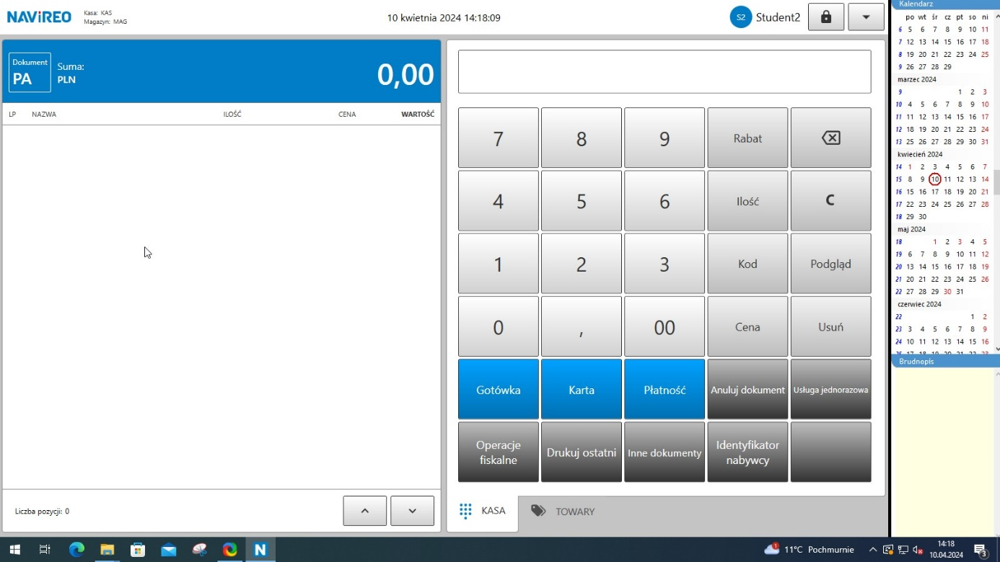 NAViREO
Kasa: KAS
Magazyn: MAG
10 kwietnia 2024 14:18:09
S2 Student2
Dokument
PA
Suma:
PLN
0,00
LP NAZWA ILOŚĆ CENA WARTOŚĆ
Liczba pozycji: 0
7 8 9 Rabat
4 5 6 Ilość C
1 2 3 Kod Podgląd
0 , 00 Cena Usuń
Gotówka Karta Płatność Anuluj dokument Usługa jednorazowa
Operacje fiskalne Drukuj ostatni Inne dokumenty Identyfikator nabywcy
KASA TOWARY
Kalendarz
po wt śr cz pt so ni
6 5 6 7 8 9 10 11
7 12 13 14 15 16 17 18
8 19 20 21 22 23 24 25
9 26 27 28 29
marzec 2024
9 1 2 3
10 4 5 6 7 8 9 10
11 11 12 13 14 15 16 17
12 18 19 20 21 22 23 24
13 25 26 27 28 29 30 31
kwiecień 2024
14 1 2 3 4 5 6 7
15 8 9 10 11 12 13 14
16 15 16 17 18 19 20 21
17 22 23 24 25 26 27 28
18 29 30
maj 2024
18 1 2 3 4 5
19 6 7 8 9 10 11 12
20 13 14 15 16 17 18 19
21 20 21 22 23 24 25 26
22 27 28 29 30 31
czerwiec 2024
22 1 2
23 3 4 5 6 7 8 9
24 10 11 12 13 14 15 16
Brudnopis
1 11°C Pochmurnie
14:18
10.04.2024
3